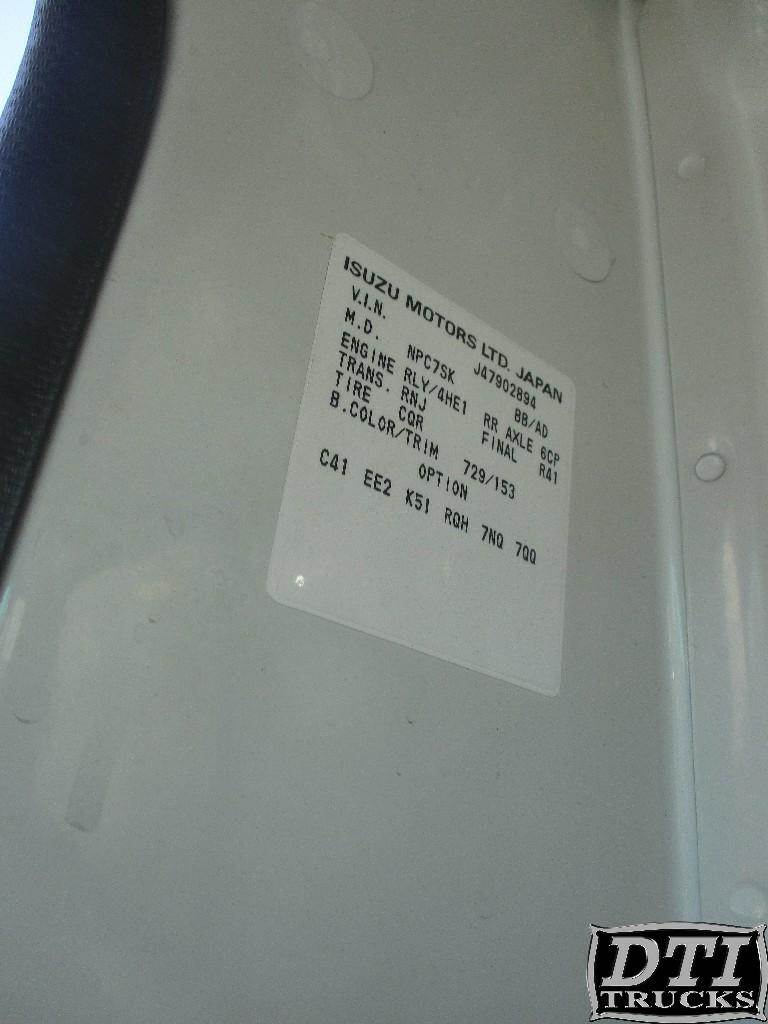 ISUZU MOTORS LTD. JAPAN
V.I.N. J47902894
M.D. NPC7SK BB/AD
ENGINE RLY/4HE1 RR AXLE 6CP
TRANS. RNJ FINAL R41
TIRE CQR
B.COLOR/TRIM 729/153
OPTION
C41 EE2 K51 RQH 7NQ 7QQ
DTI
TRUCKS